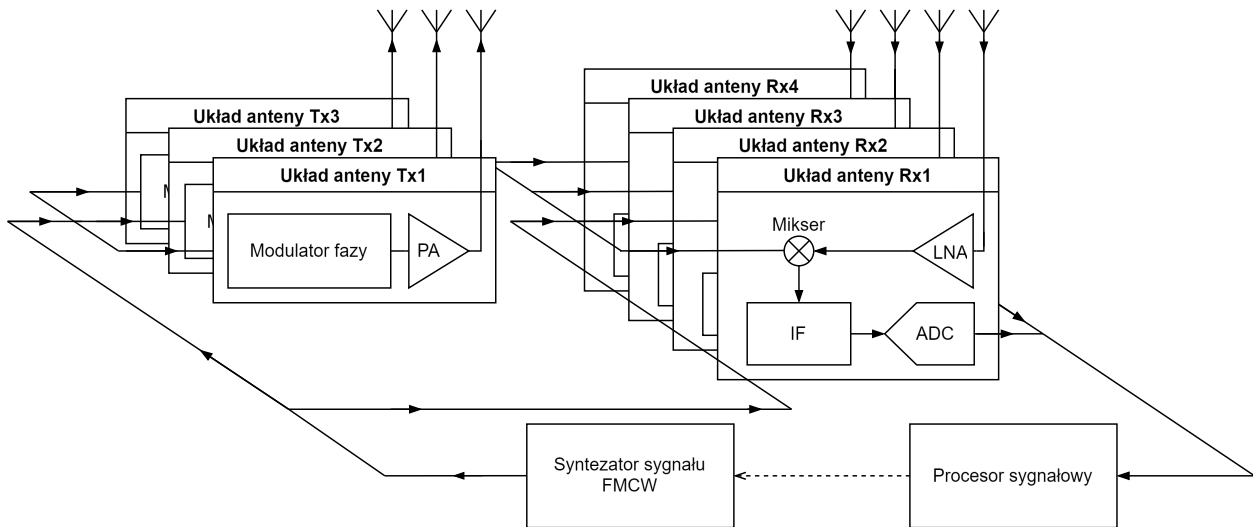 Układ anteny Rx4
Układ anteny Tx3
Układ anteny Rx3
Układ anteny Tx2
Układ anteny Rx2
Układ anteny Tx1
Układ anteny Rx1
M
M
Mikser
Modulator fazy
PA
LNA
IF
ADC
Syntezator sygnału
FMCW
Procesor sygnałowy